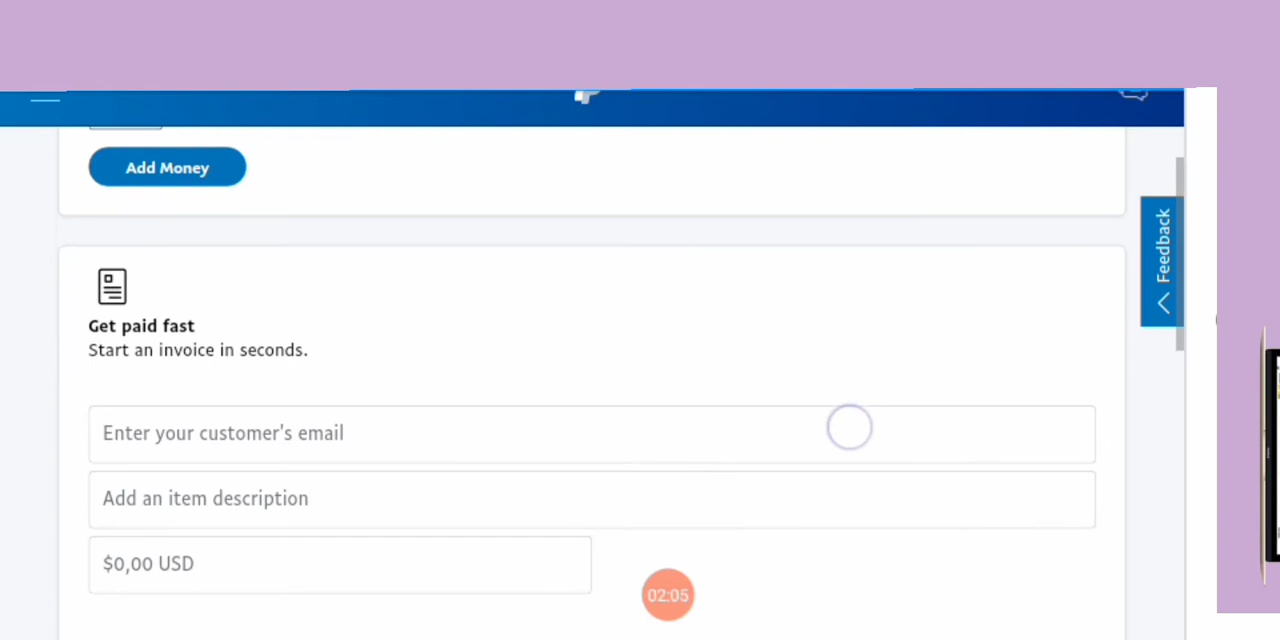 Add Money
Feedback
Get paid fast
Start an invoice in seconds.
Enter your customer's email
Add an item description
$0,00 USD
02:05